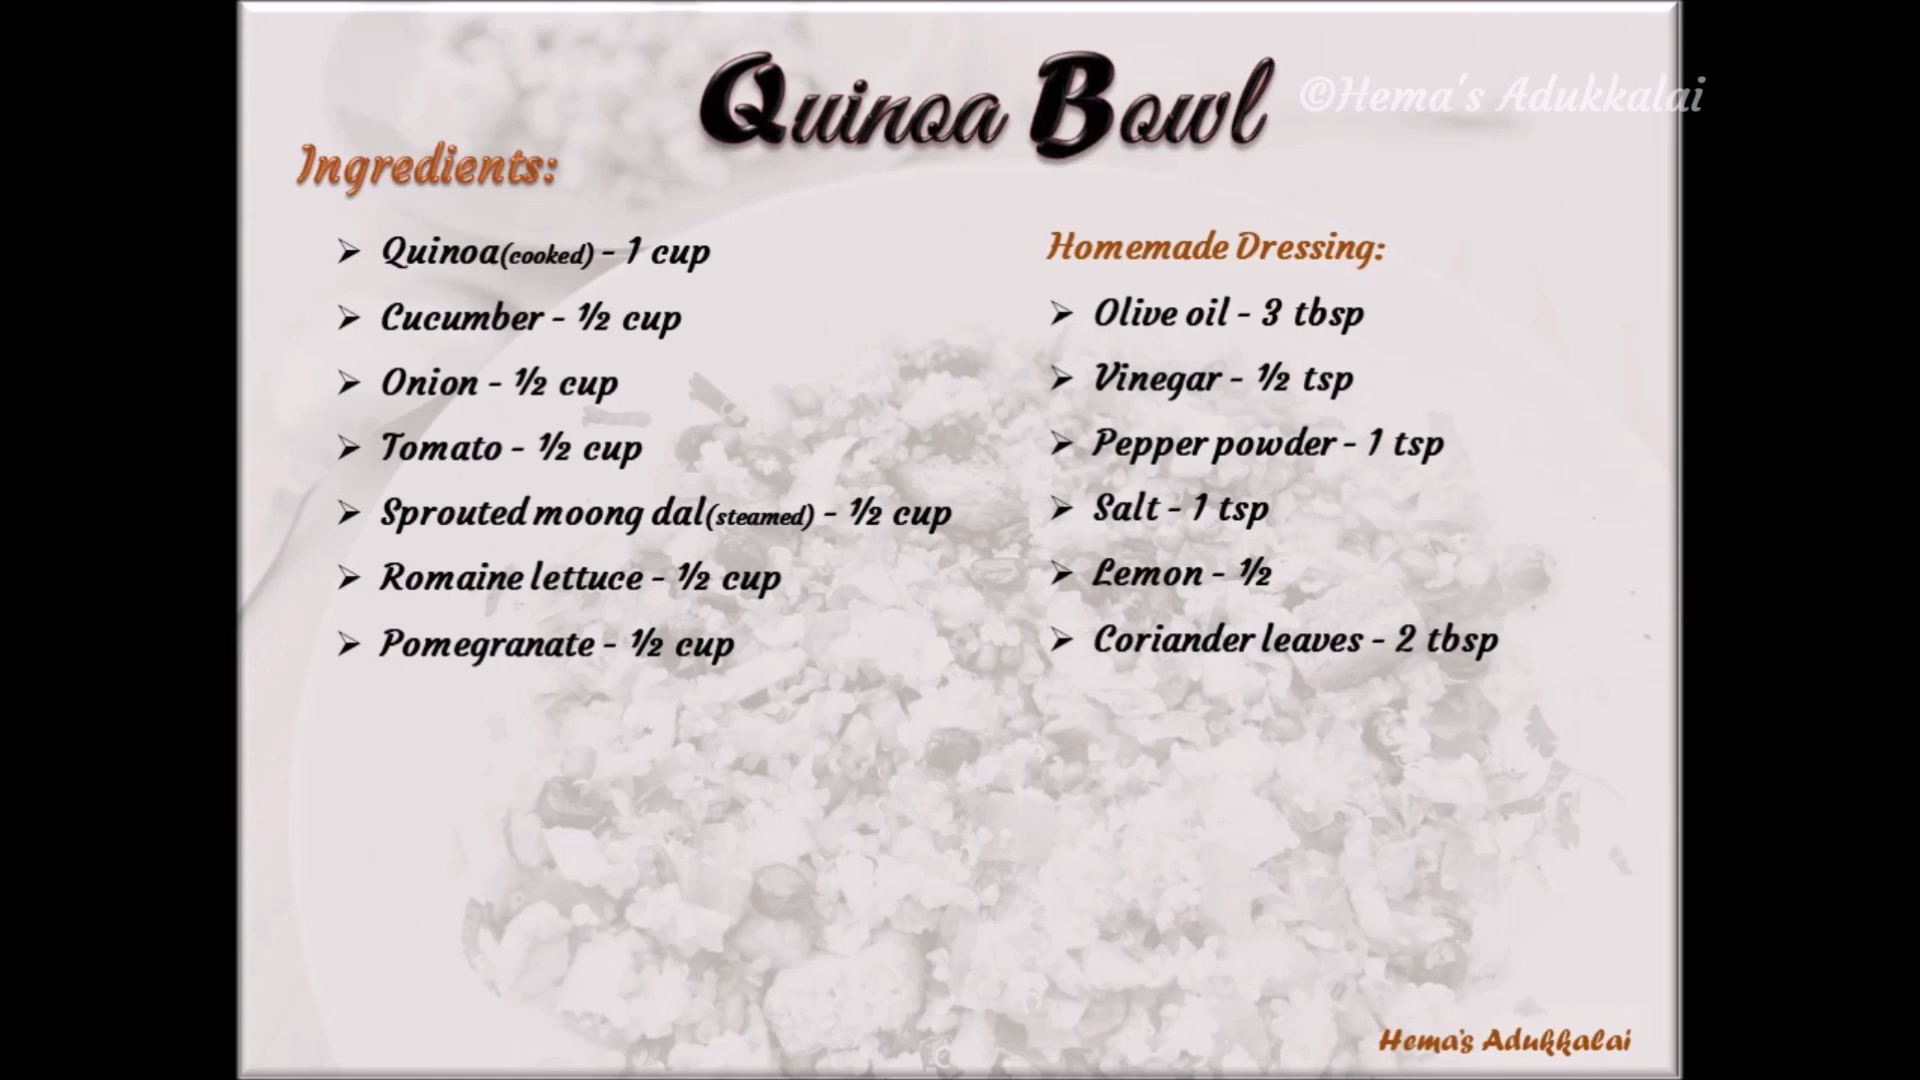 Quinoa Bowl
©Hema's Adukkalai
Ingredients:
➢ Quinoa(cooked) - 1 cup
➢ Cucumber - ½ cup
➢ Onion - ½ cup
➢ Tomato - ½ cup
➢ Sprouted moong dal(steamed) - ½ cup
➢ Romaine lettuce - ½ cup
➢ Pomegranate - ½ cup
Homemade Dressing:
➢ Olive oil - 3 tbsp
➢ Vinegar - ½ tsp
➢ Pepper powder - 1 tsp
➢ Salt - 1 tsp
➢ Lemon - ½
➢ Coriander leaves - 2 tbsp
Hema's Adukkalai